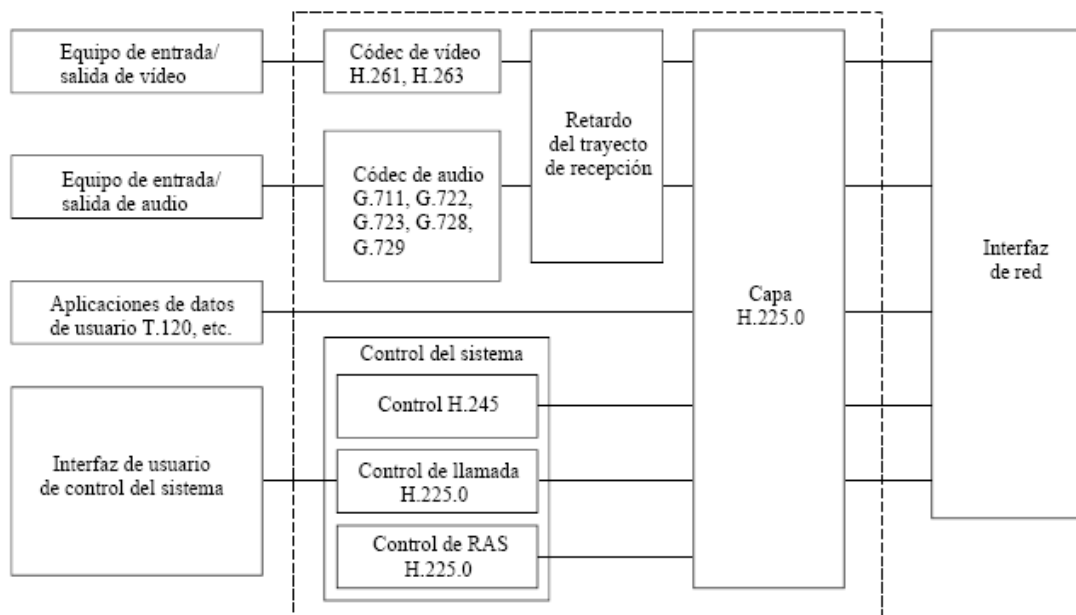 Equipo de entrada/
salida de vídeo
Códec de vídeo
H.261, H.263
Retardo
del trayecto
de recepción
Equipo de entrada/
salida de audio
Códec de audio
G.711, G.722,
G.723, G.728,
G.729
Interfaz
de red
Aplicaciones de datos
de usuario T.120, etc.
Capa
H.225.0
Control del sistema
Control H.245
Interfaz de usuario
de control del sistema
Control de llamada
H.225.0
Control de RAS
H.225.0